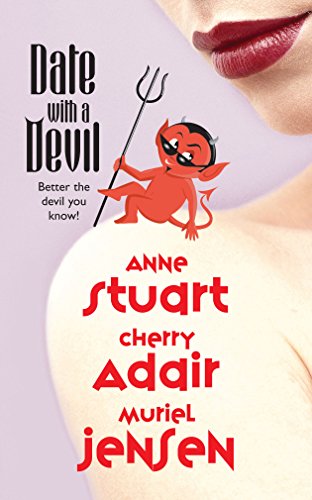 Date
with a
Devil
Better the
devil you
know!
ANNE
STUART
CHERRY
ADAIR
MURIEL
JENSEN